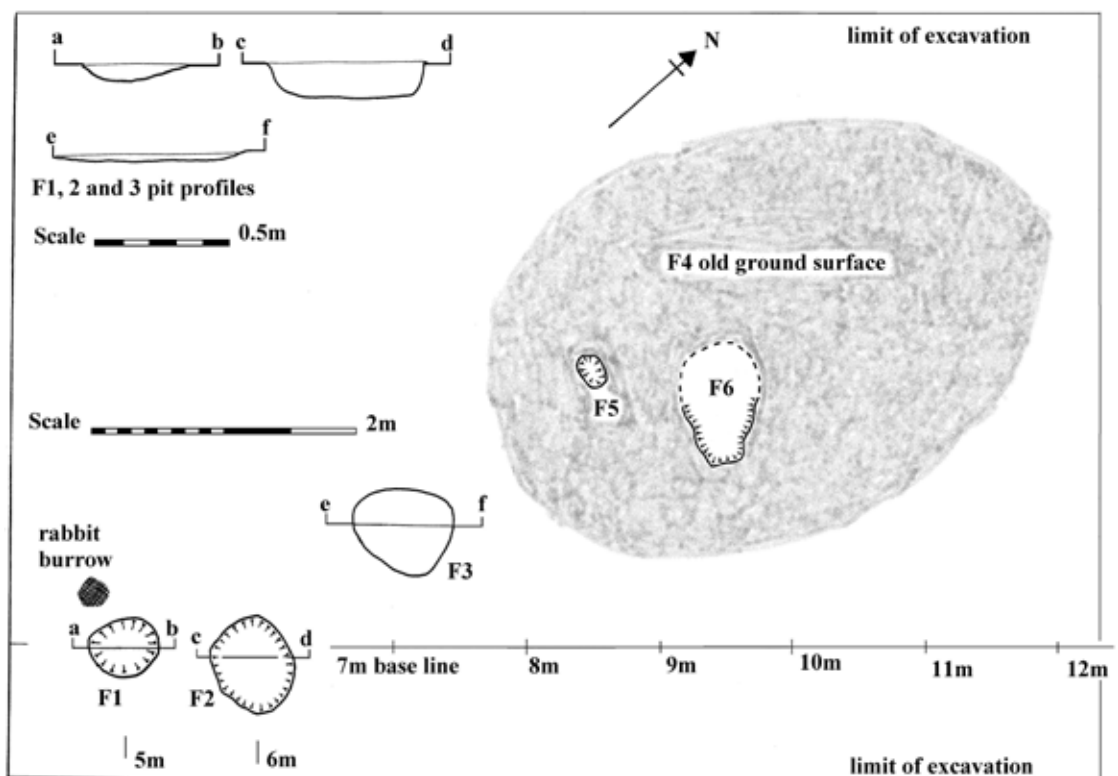 a b c d
limit of excavation
N
e f
F1, 2 and 3 pit profiles
Scale 0.5m
F4 old ground surface
F5
F6
Scale 2m
e f
F3
rabbit
burrow
a b c d
F1 F2
7m base line 8m 9m 10m 11m 12m
5m 6m
limit of excavation